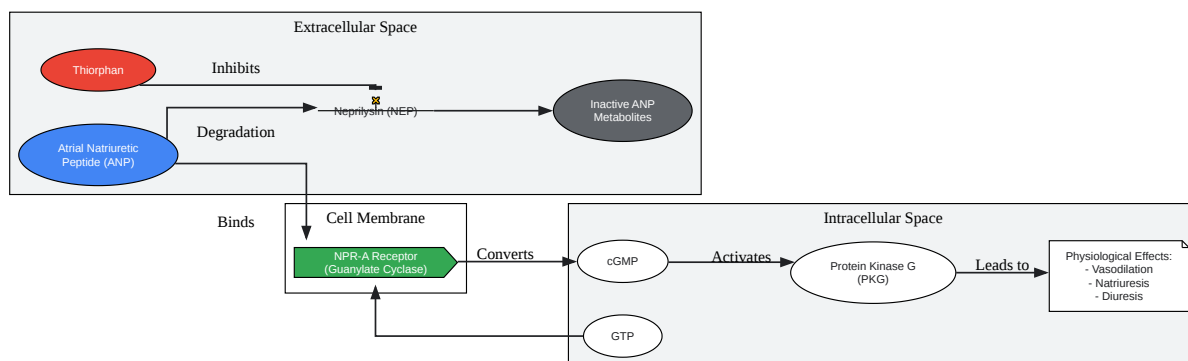 Extracellular Space
Thiorphan
Inhibits
Neprilysin (NEP)
Inactive ANP
Metabolites
Degradation
Atrial Natriuretic
Peptide (ANP)
Binds
Cell Membrane
NPR-A Receptor
(Guanylate Cyclase)
Converts
Intracellular Space
cGMP
Activates
Protein Kinase G
(PKG)
Leads to
Physiological Effects:
- Vasodilation
- Natriuresis
- Diuresis
GTP